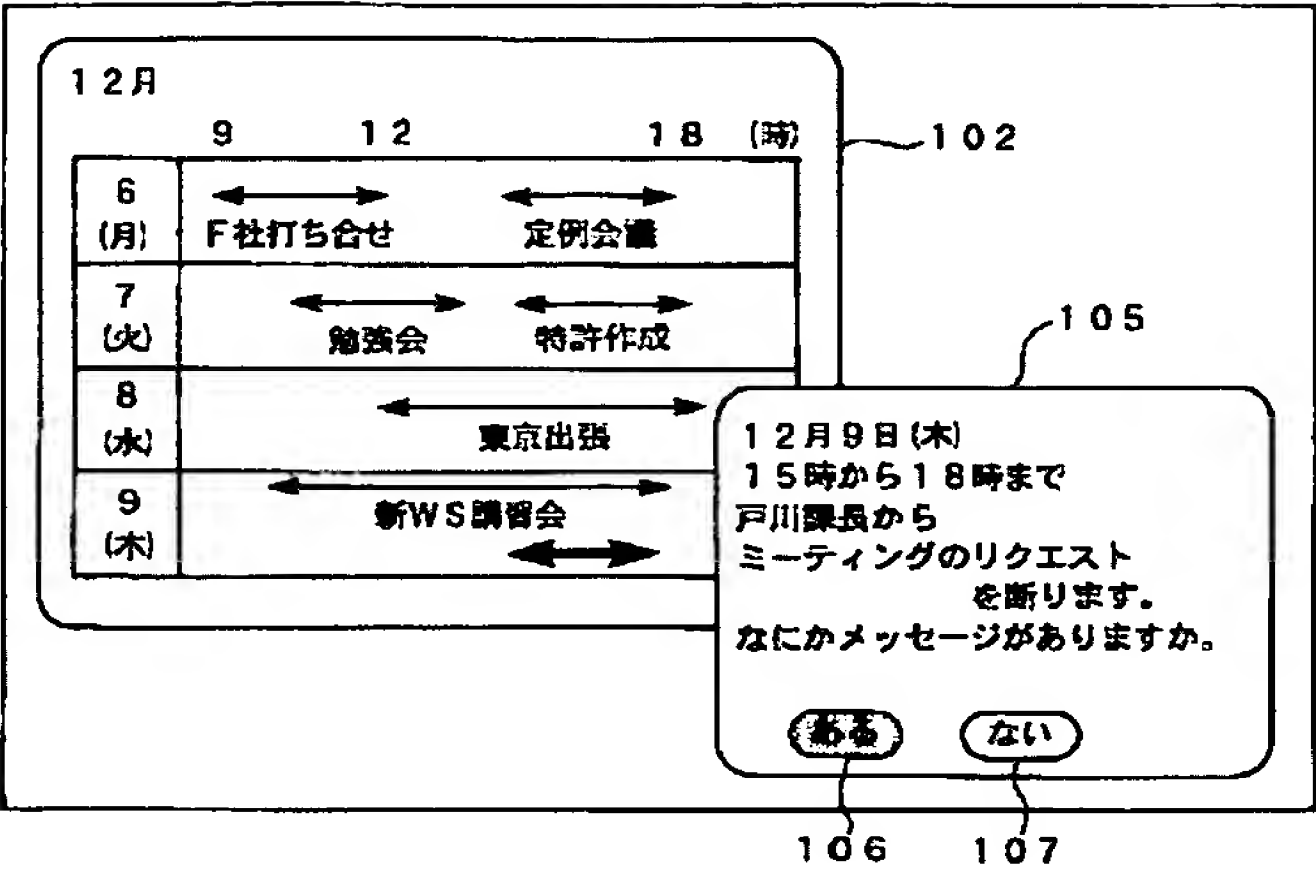 １２月
９ １２ １８ (時)
６
(月)
Ｆ社打ち合せ 定例会議
７
(火)
勉強会 特許作成
８
(水)
東京出張
９
(木)
新ＷＳ講習会
１０２
１０５
１２月９日(木)
１５時から１８時まで
戸川課長から
ミーティングのリクエスト
を断ります。
なにかメッセージがありますか。
ある ない
１０６ １０７